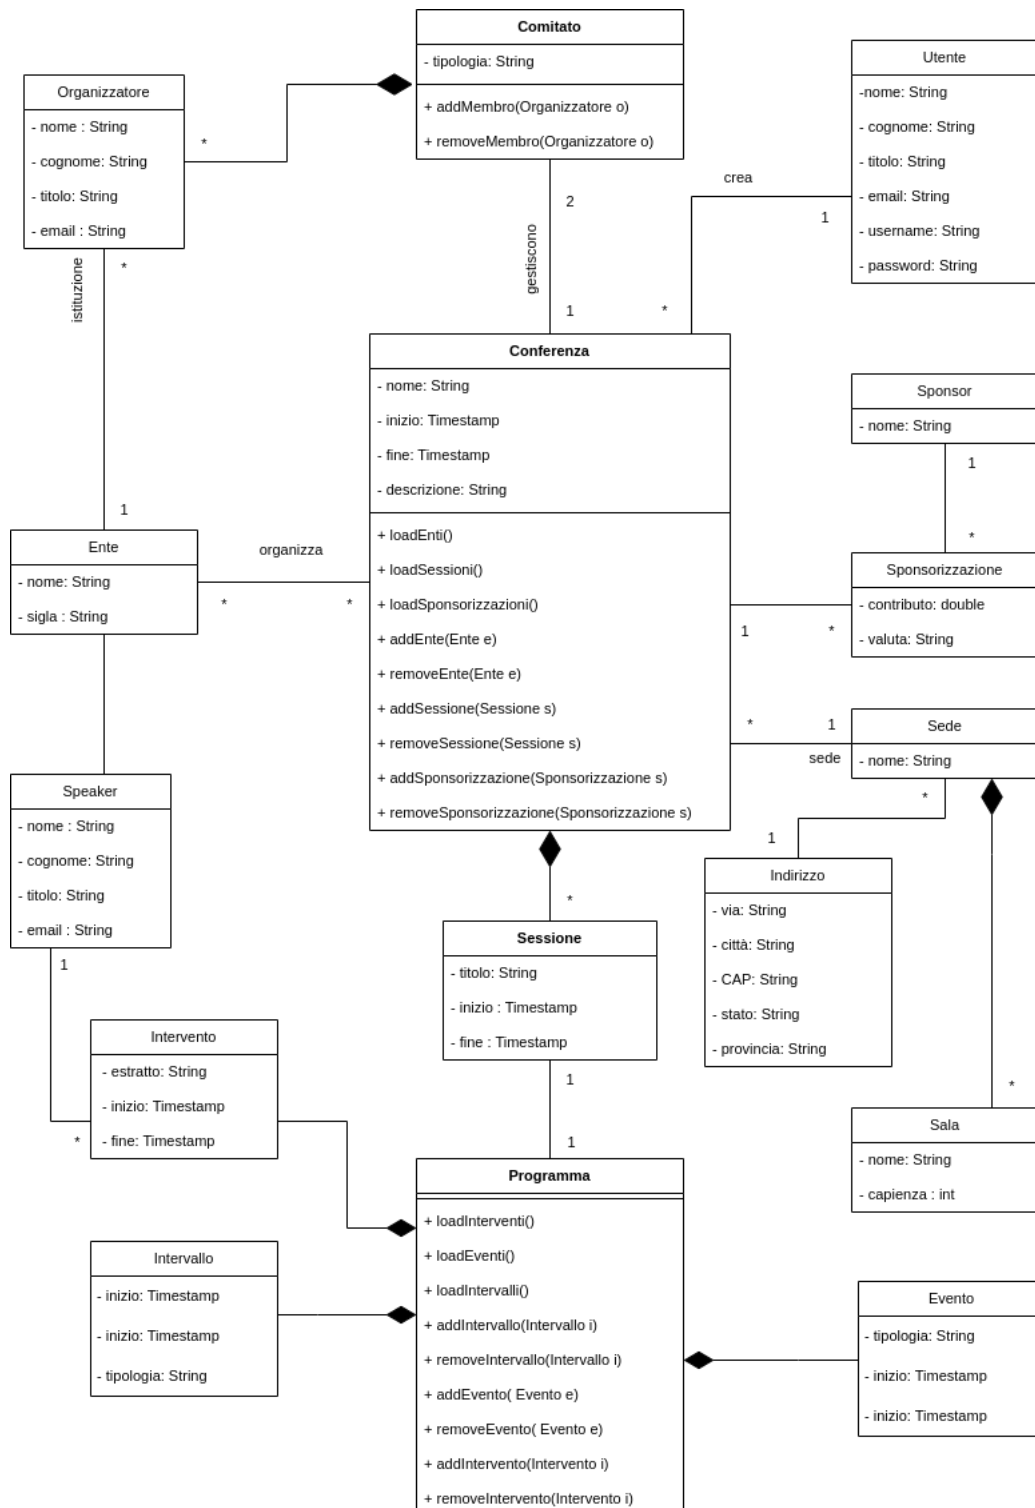 Comitato
- tipologia: String
+ addMembro(Organizzatore o)
+ removeMembro(Organizzatore o)
Organizzatore
- nome : String
- cognome: String
- titolo: String
- email : String
*
Utente
-nome: String
- cognome: String
- titolo: String
- email: String
- username: String
- password: String
crea
1
*
2
gestiscono
1
istituzione
*
1
Conferenza
- nome: String
- inizio: Timestamp
- fine: Timestamp
- descrizione: String
+ loadEnti()
+ loadSessioni()
+ loadSponsorizzazioni()
+ addEnte(Ente e)
+ removeEnte(Ente e)
+ addSessione(Sessione s)
+ removeSessione(Sessione s)
+ addSponsorizzazione(Sponsorizzazione s)
+ removeSponsorizzazione(Sponsorizzazione s)
Sponsor
- nome: String
1
*
Sponsorizzazione
- contributo: double
- valuta: String
1
*
Ente
- nome: String
- sigla : String
organizza
*
*
*
1
sede
Sede
- nome: String
*
1
Indirizzo
- via: String
- città: String
- CAP: String
- stato: String
- provincia: String
*
Sala
- nome: String
- capienza : int
Speaker
- nome : String
- cognome: String
- titolo: String
- email : String
1
*
*
Sessione
- titolo: String
- inizio : Timestamp
- fine : Timestamp
1
1
Intervento
- estratto: String
- inizio: Timestamp
- fine: Timestamp
Intervallo
- inizio: Timestamp
- inizio: Timestamp
- tipologia: String
Programma
+ loadInterventi()
+ loadEventi()
+ loadIntervalli()
+ addIntervallo(Intervallo i)
+ removeIntervallo(Intervallo i)
+ addEvento( Evento e)
+ removeEvento( Evento e)
+ addIntervento(Intervento i)
+ removeIntervento(Intervento i)
Evento
- tipologia: String
- inizio: Timestamp
- inizio: Timestamp